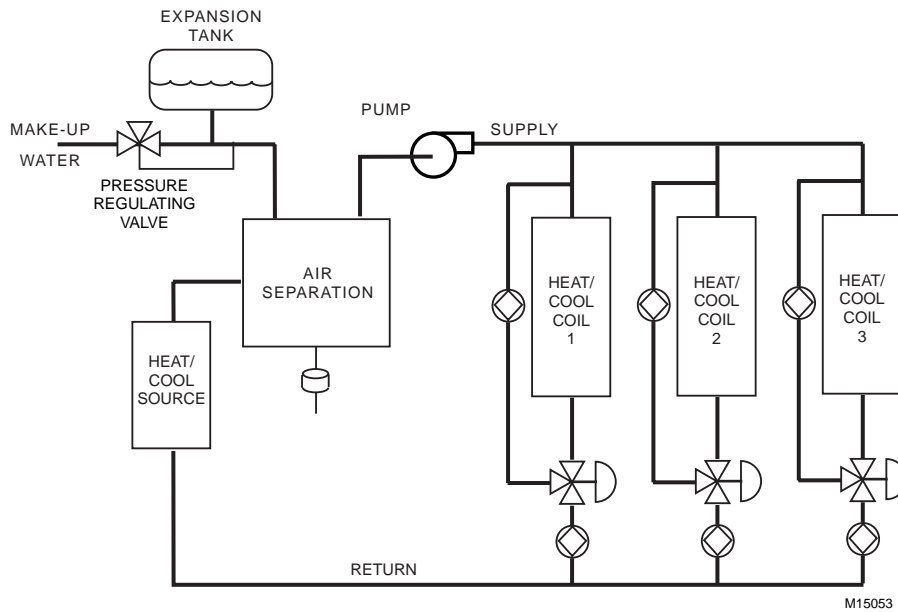 EXPANSION
TANK
MAKE-UP
WATER
PRESSURE
REGULATING
VALVE
PUMP
SUPPLY
AIR
SEPARATION
HEAT/
COOL
SOURCE
HEAT/
COOL
COIL
1
HEAT/
COOL
COIL
2
HEAT/
COOL
COIL
3
RETURN
M15053